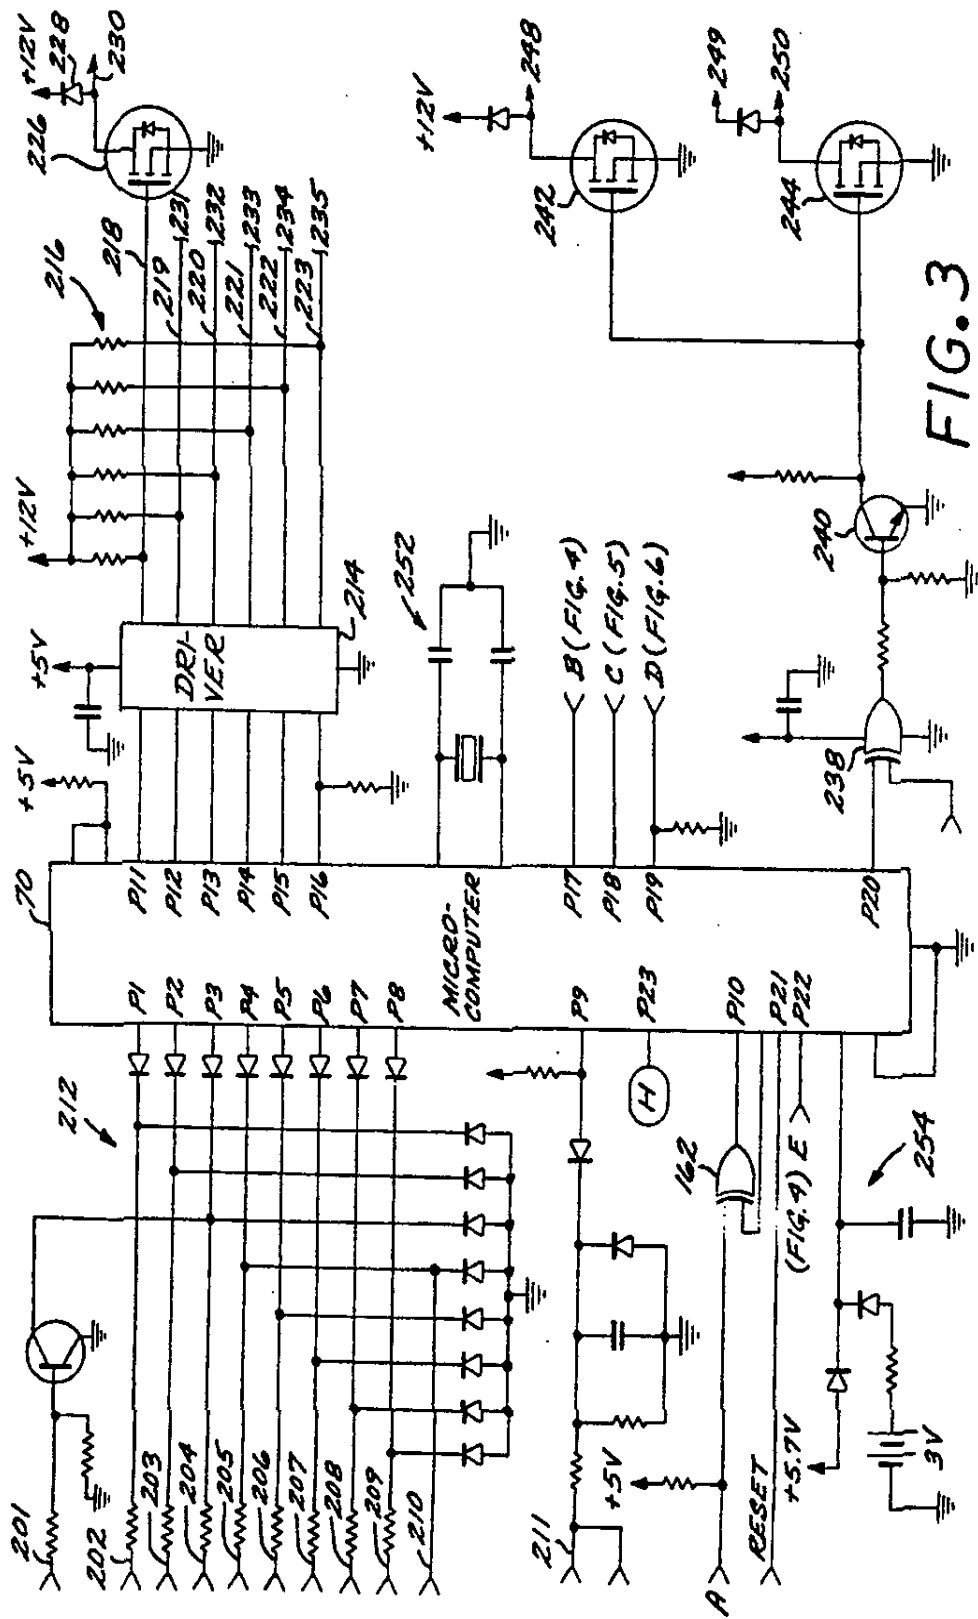 +12V
228
230
226
+12V
216
218
219
231
220
232
221
233
222
234
223
235
+5V
DRI-
VER
214
+5V
70
P1
P2
P3
P4
P5
P6
P7
P8
P11
P12
P13
P14
P15
P16
MICRO-
COMPUTER
212
201
202
203
204
205
206
207
208
209
210
252
+12V
248
242
249
250
244
B (FIG.4)
C (FIG.5)
D (FIG.6)
P17
P18
P19
P20
238
240
P9
P23
H
P10
P21
P22
162
(FIG.4) E
211
+5V
A
RESET
+5.7V
3V
254
FIG.3